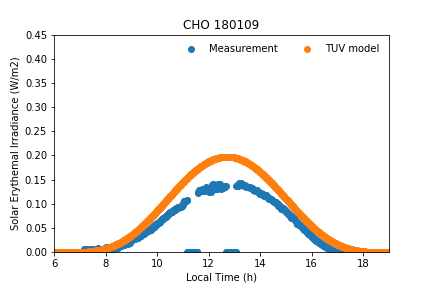 CHO 180109
Measurement
TUV model
Solar Erythemal Irradiance (W/m2)
0.45
0.40
0.35
0.30
0.25
0.20
0.15
0.10
0.05
0.00
6 8 10 12 14 16 18
Local Time (h)